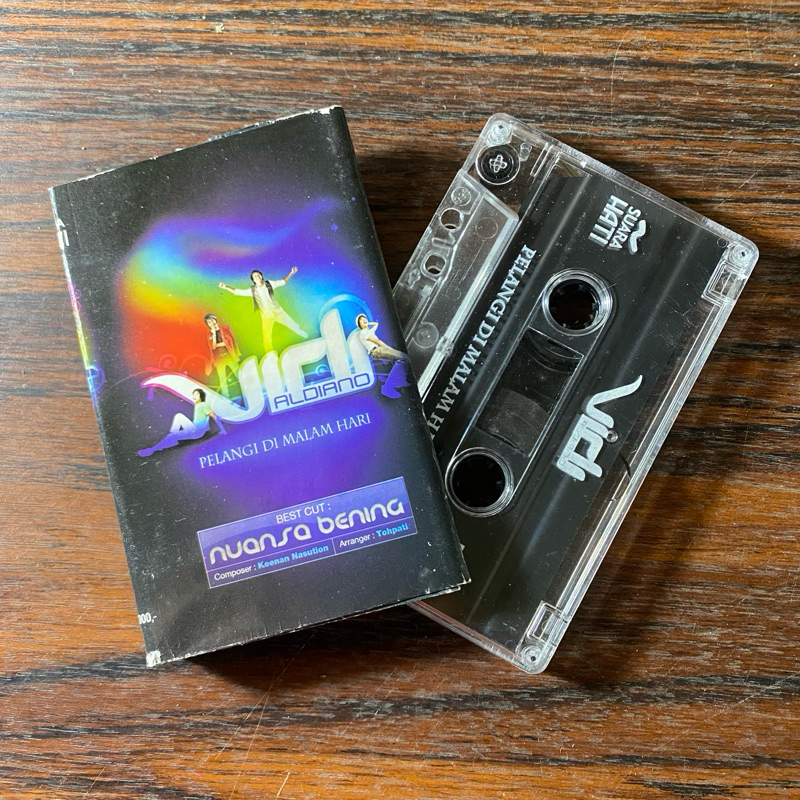 Vidi
ALDIANO
PELANGI DI MALAM HARI
BEST CUT :
nuansa bening
Composer : Keenan Nasution
Arranger : Tohpati
000,-
SUARA
HATI
PELANGI DI MALAM H
Vidi